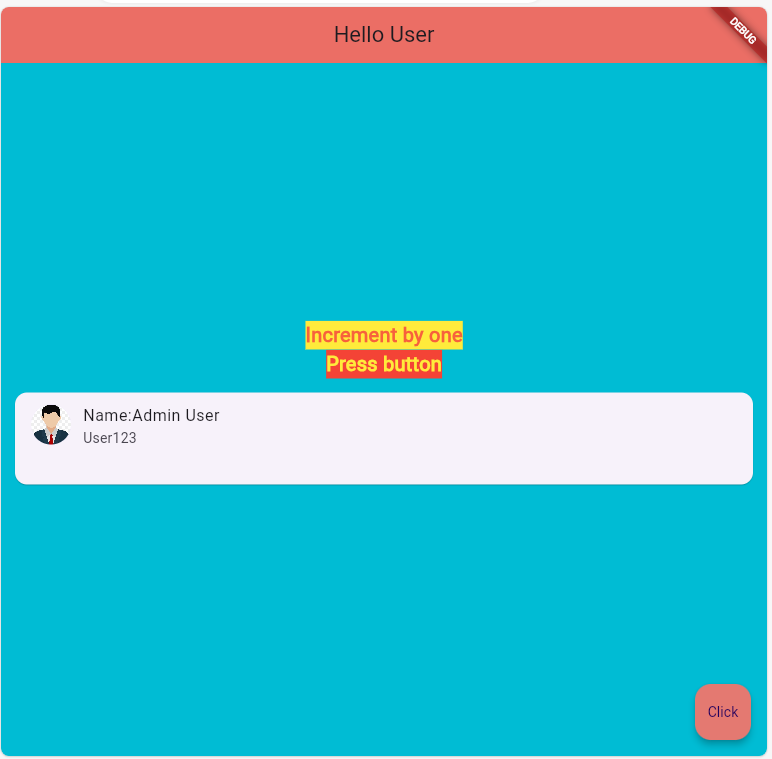 Hello User
DEBUG
Increment by one
Press button
Name:Admin User
User123
Click